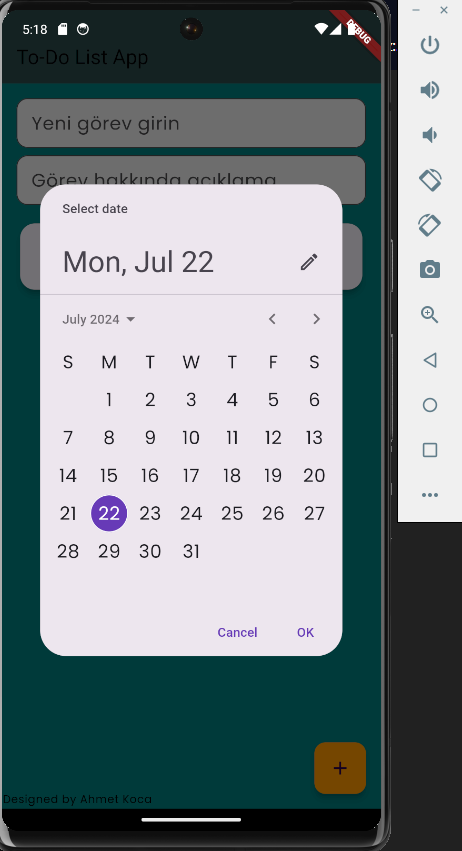 5:18
DEBUG
To-Do List App
Yeni görev girin
Görev hakkında açıklama
Select date
Mon, Jul 22
July 2024
S M T W T F S
1 2 3 4 5 6
7 8 9 10 11 12 13
14 15 16 17 18 19 20
21 22 23 24 25 26 27
28 29 30 31
Cancel OK
+
Designed by Ahmet Koca